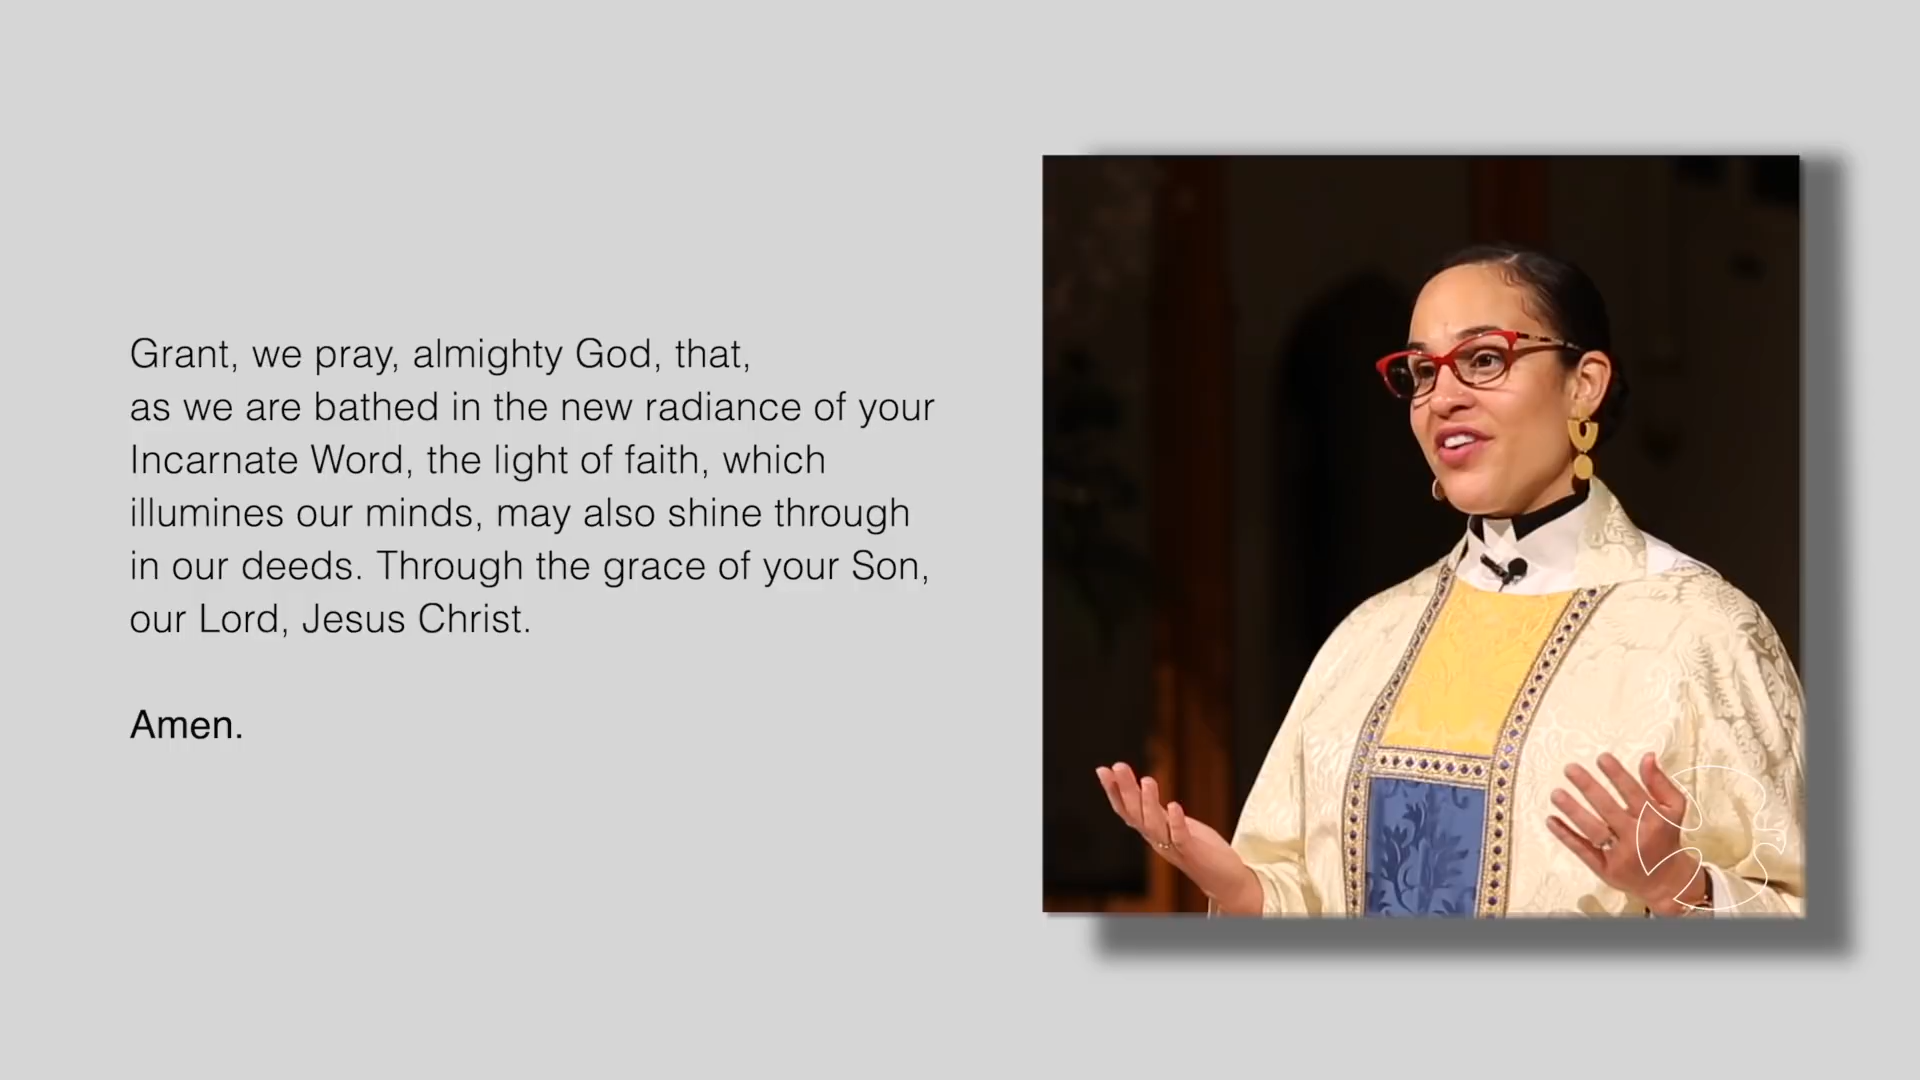 Grant, we pray, almighty God, that,
as we are bathed in the new radiance of your
Incarnate Word, the light of faith, which
illumines our minds, may also shine through
in our deeds. Through the grace of your Son,
our Lord, Jesus Christ.
Amen.